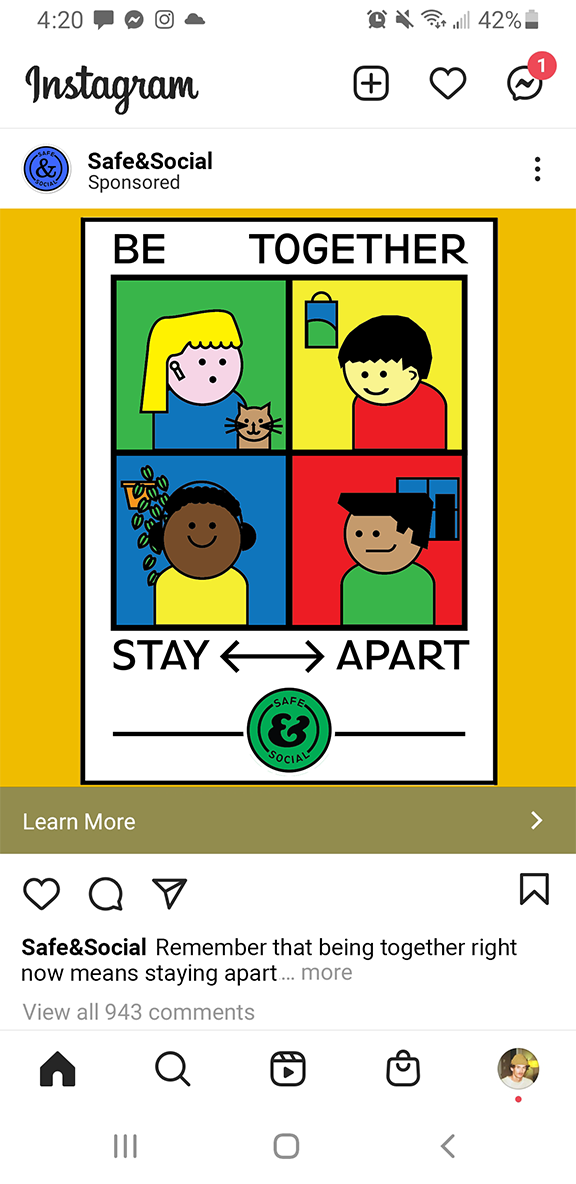 4:20 42%
Instagram
1
Safe&Social
Sponsored
SAFE & SOCIAL
BE TOGETHER
STAY APART
SAFE & SOCIAL
Learn More
Safe&Social Remember that being together right
now means staying apart... more
View all 943 comments